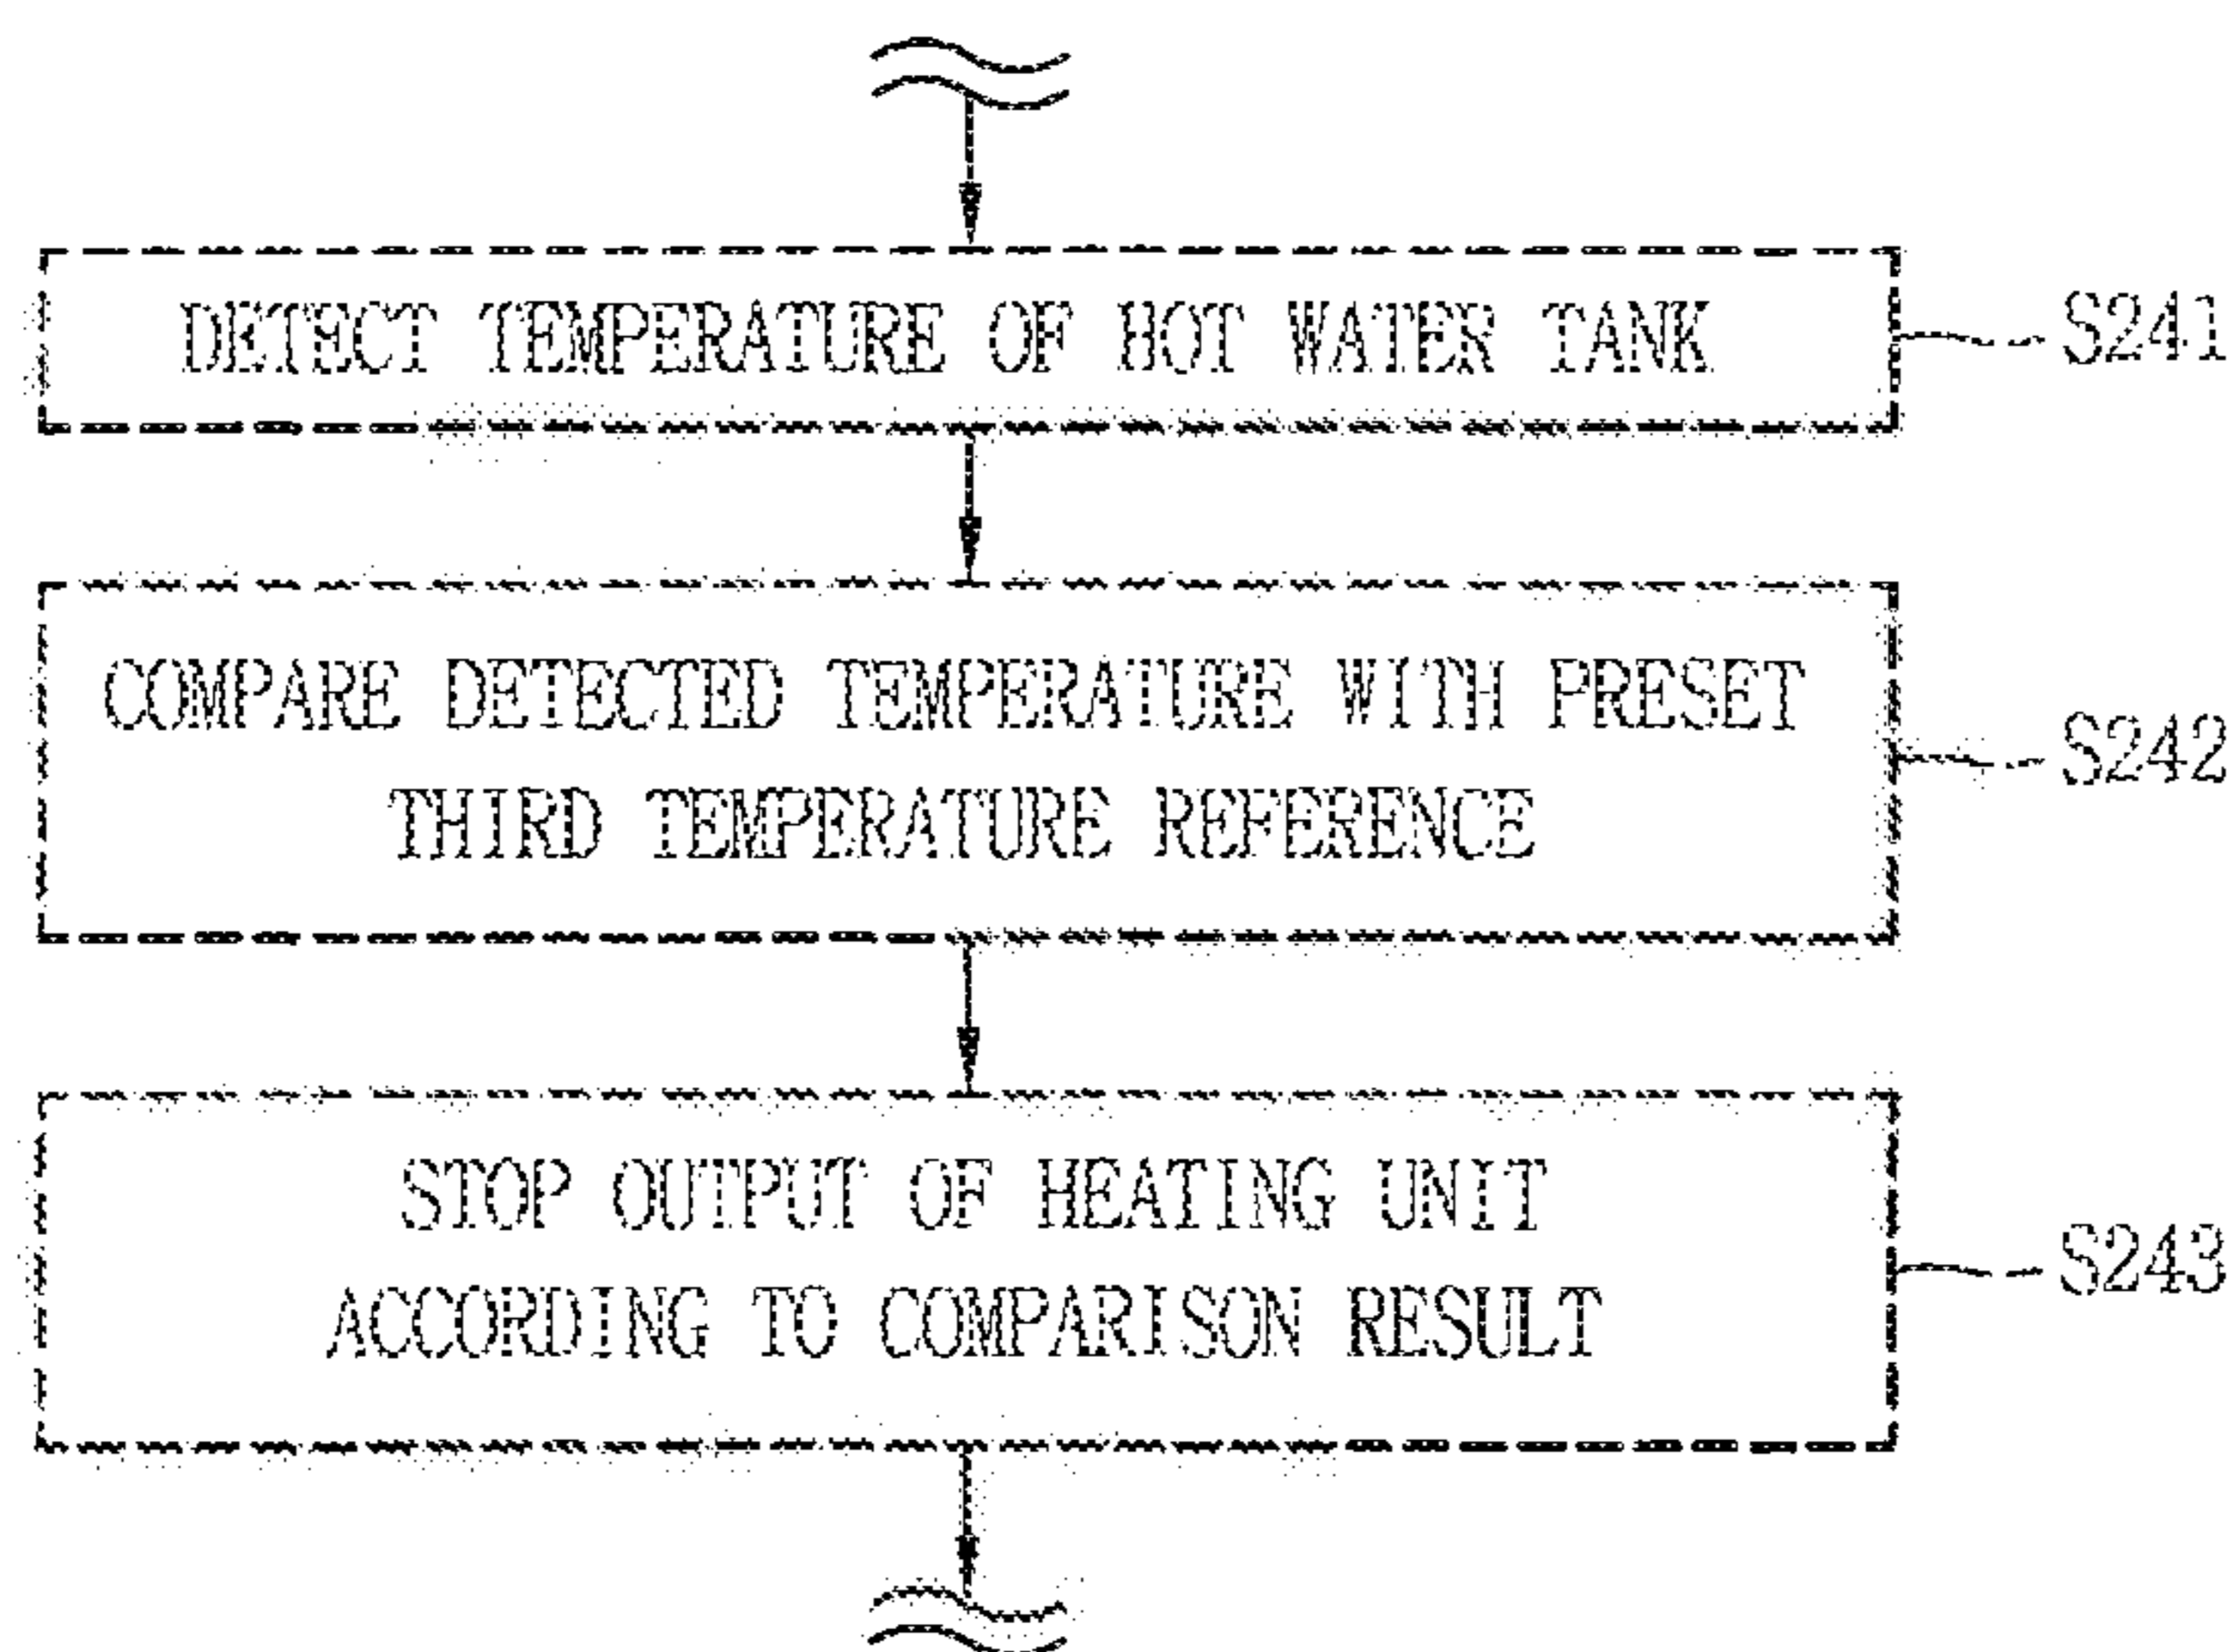 DETECT TEMPERATURE OF HOT WATER TANK
S241
COMPARE DETECTED TEMPERATURE WITH PRESET
THIRD TEMPERATURE REFERENCE
S242
STOP OUTPUT OF HEATING UNIT
ACCORDING TO COMPARISON RESULT
S243